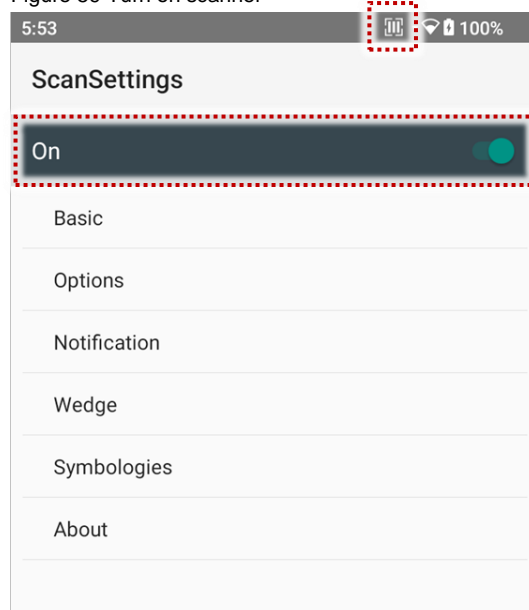 5:53 100%
ScanSettings
On
Basic
Options
Notification
Wedge
Symbologies
About